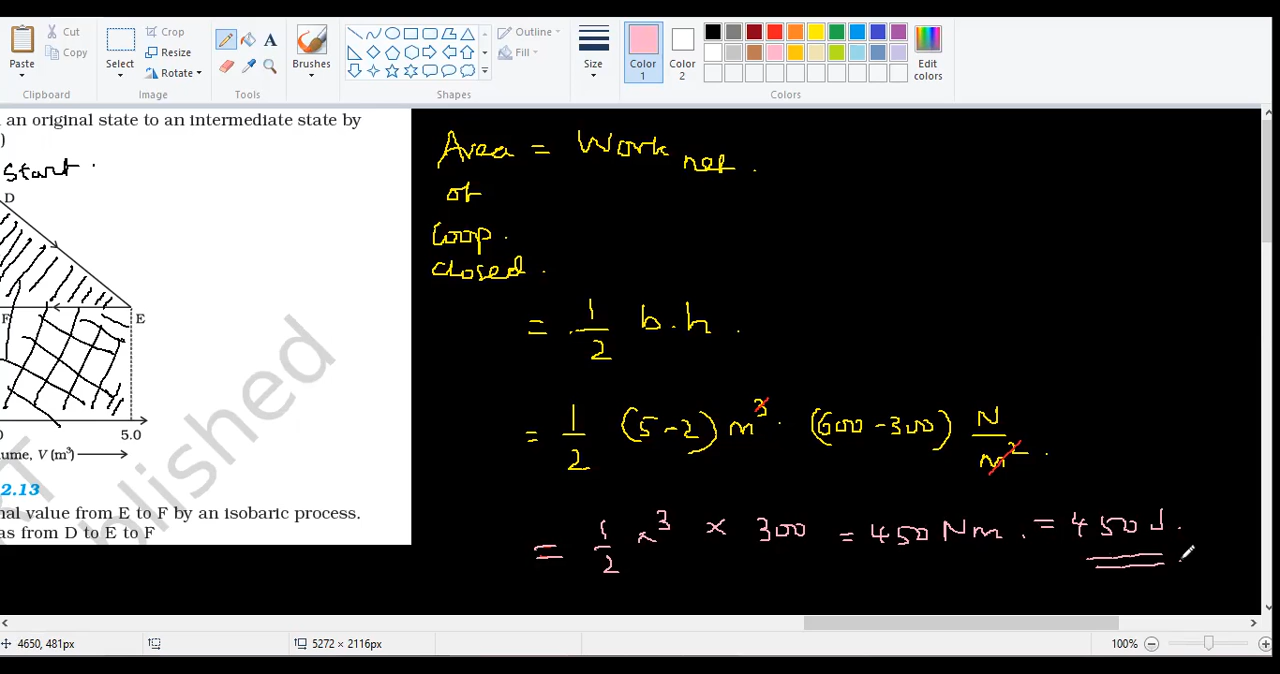 Cut
Copy
Paste
Clipboard
Select
Crop
Resize
Rotate
Image
Tools
Brushes
Shapes
Outline
Fill
Size
Color 1
Color 2
Edit colors
Colors
an original state to an intermediate state by
)
start .
D
F
E
5.0
ume, V (m³)
2.13
nal value from E to F by an isobaric process.
as from D to E to F
blished
Area = Work net .
of
Loop .
closed .
= 1/2 b . h .
= 1/2 (5 - 2) m³ . (600 - 300) N/m² .
= 1/2 × 3 × 300 = 450 Nm . = 450 J .
4650, 481px
5272 × 2116px
100%